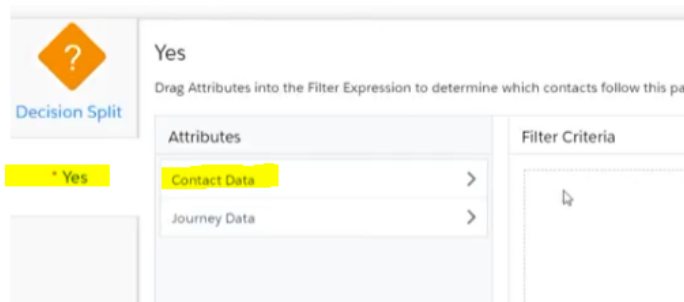 ?
Decision Split
* Yes
Yes
Drag Attributes into the Filter Expression to determine which contacts follow this pa
Attributes
Contact Data
Journey Data
Filter Criteria